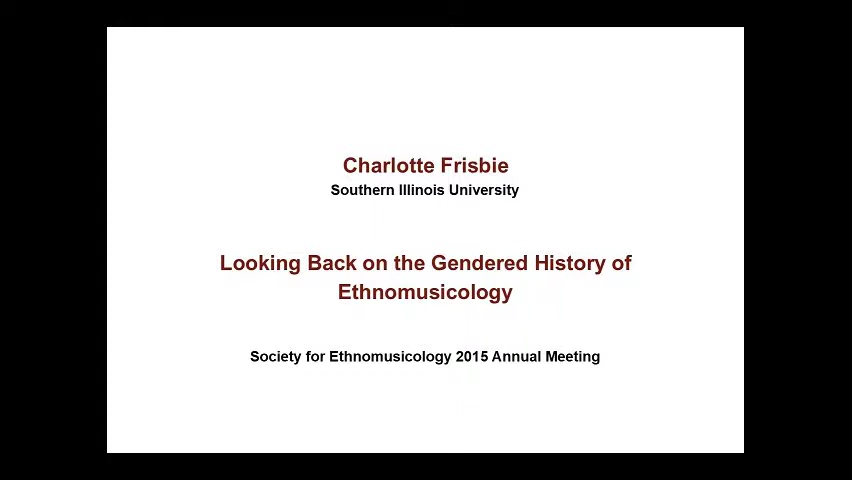 Charlotte Frisbie
Southern Illinois University
Looking Back on the Gendered History of
Ethnomusicology
Society for Ethnomusicology 2015 Annual Meeting